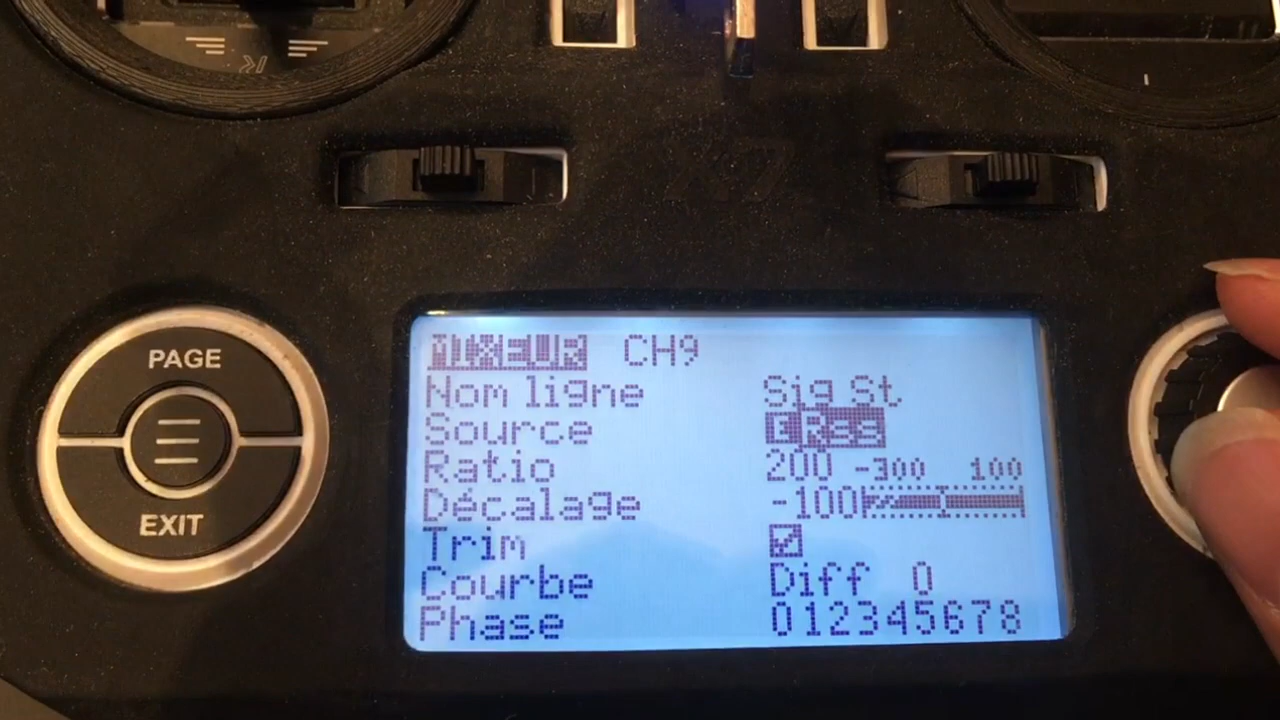 PAGE
EXIT
MIXEUR CH9
Nom ligne Sig St
Source
Ratio 200 -300 100
Décalage -100
Trim
Courbe Diff 0
Phase 012345678